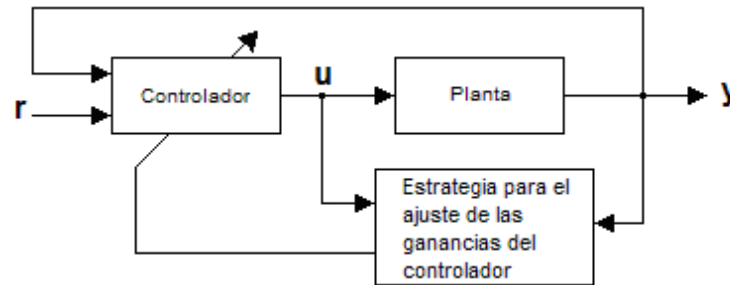 r
Controlador
u
Planta
y
Estrategia para el
ajuste de las
ganancias del
controlador